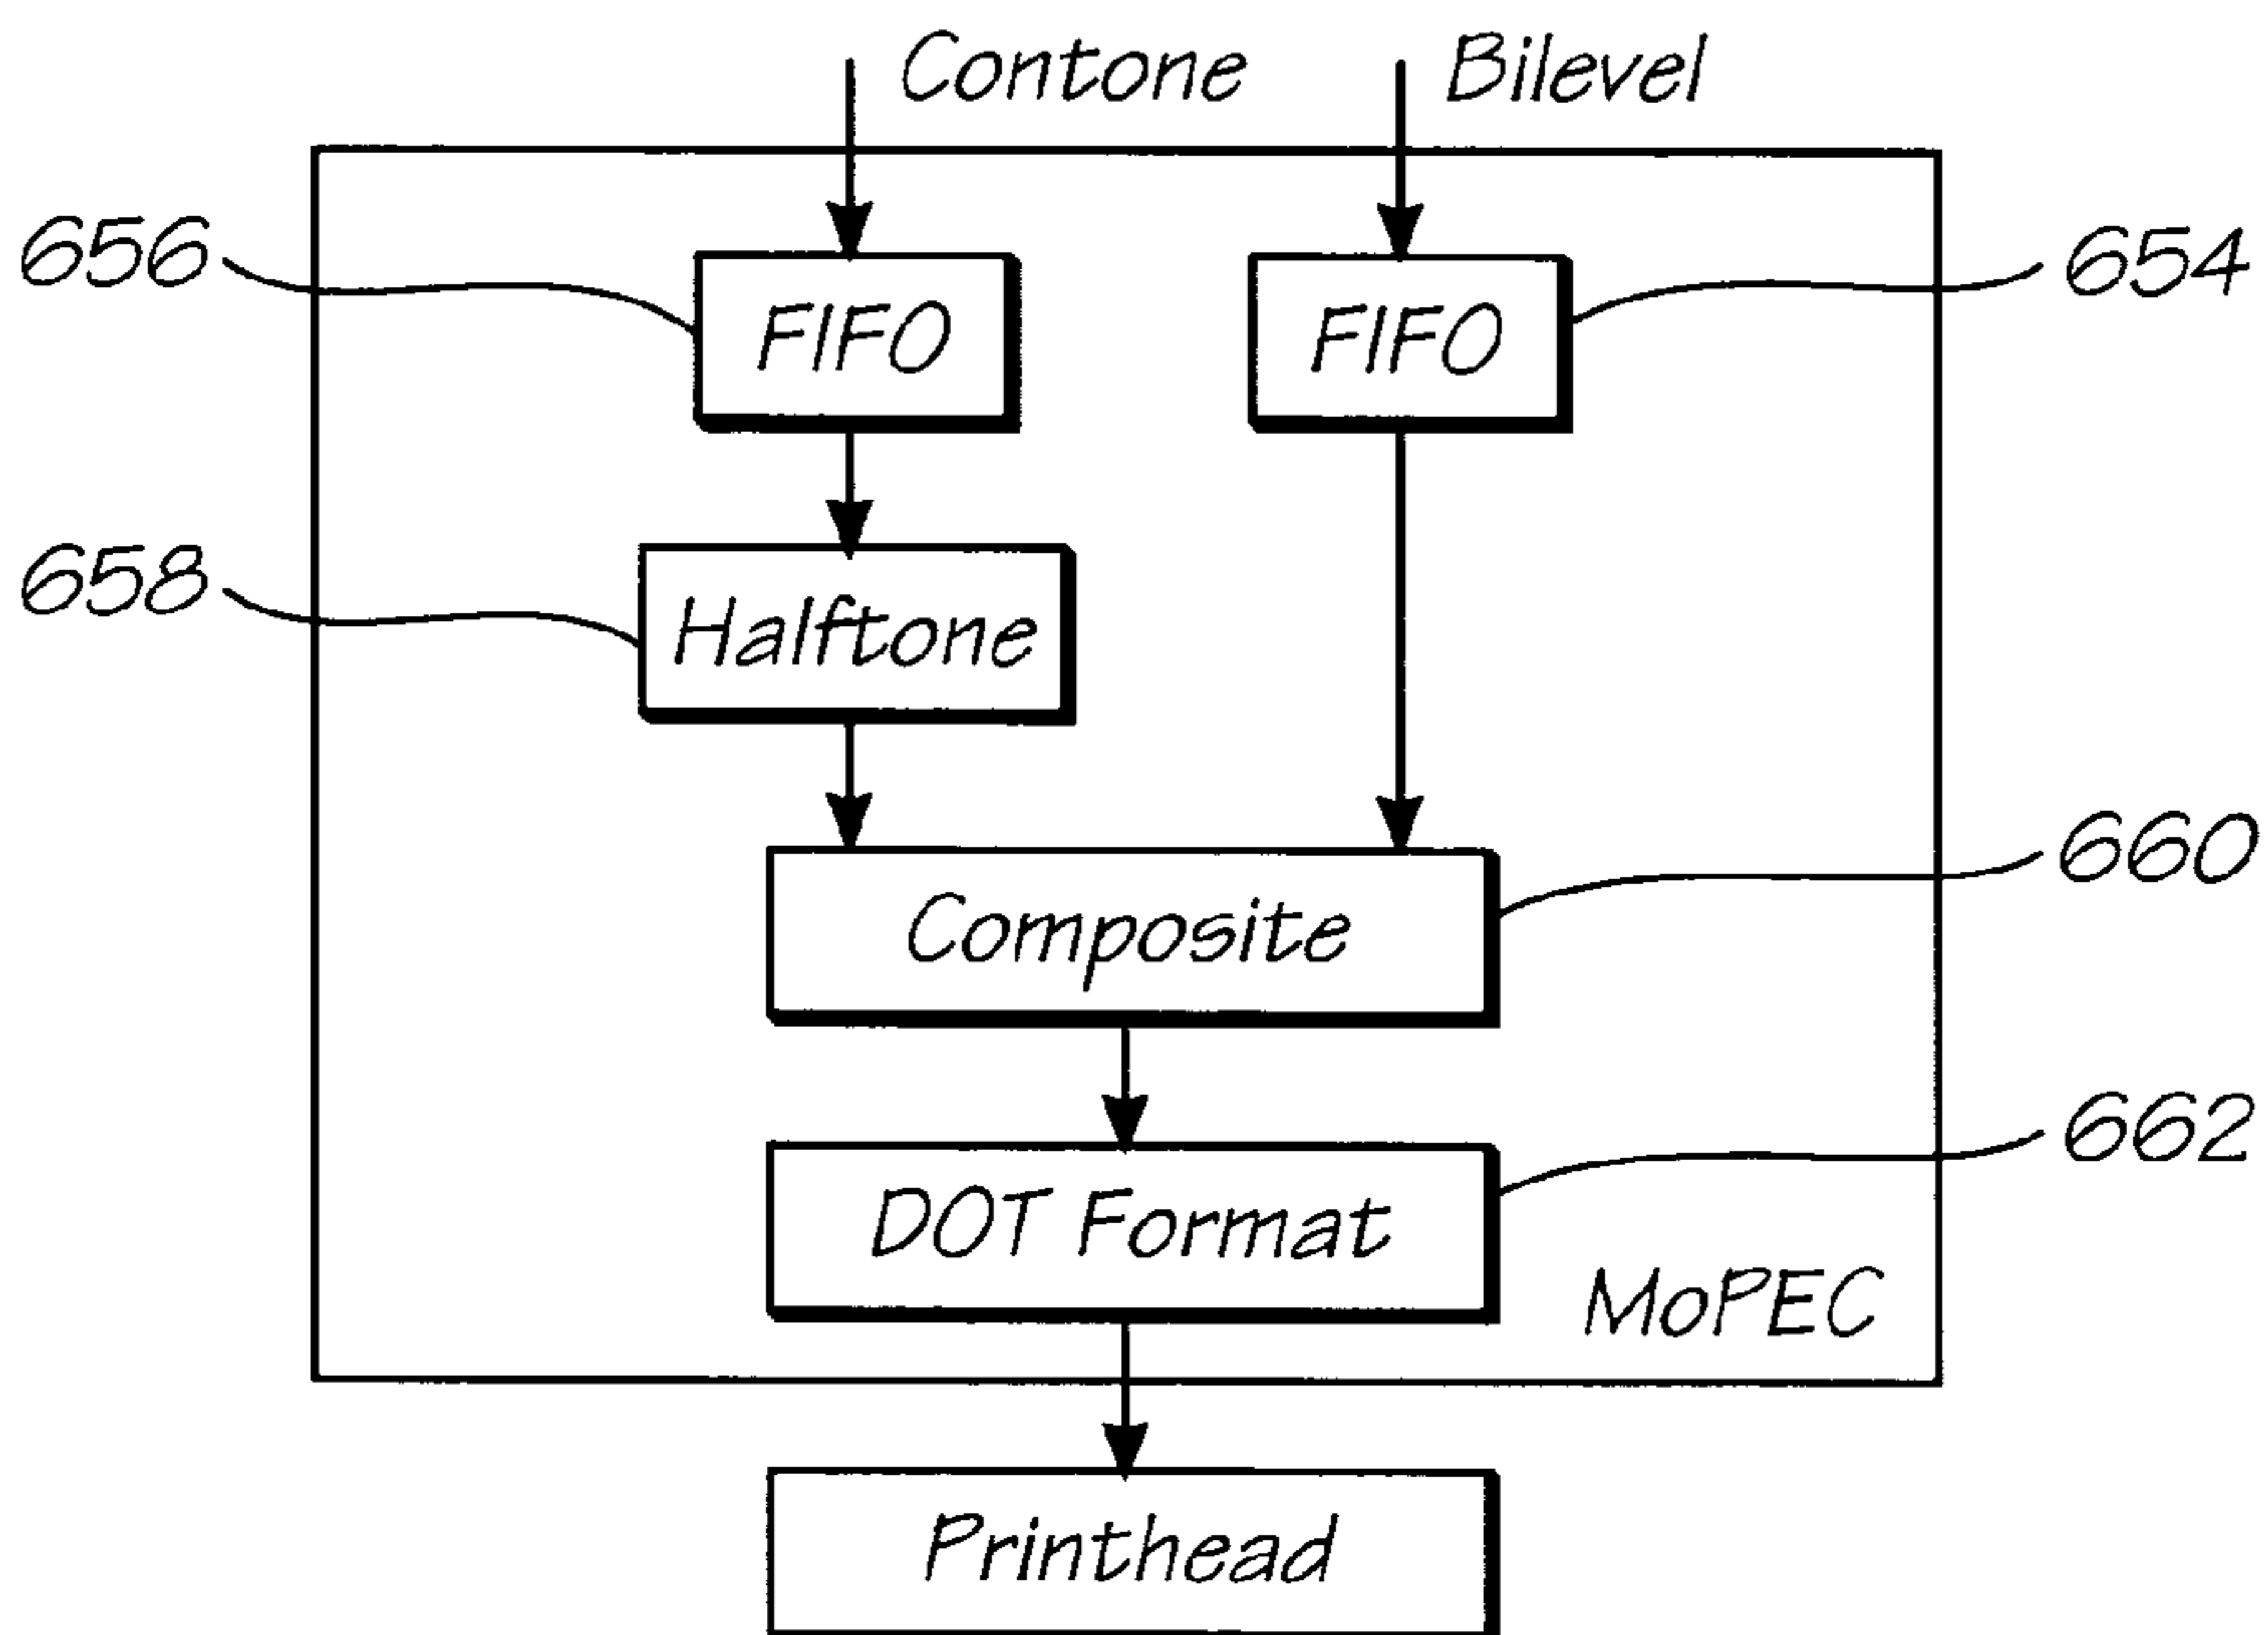 Contone
Bilevel
656
FIFO
FIFO
654
658
Halftone
660
Composite
662
DOT Format
MoPEC
Printhead